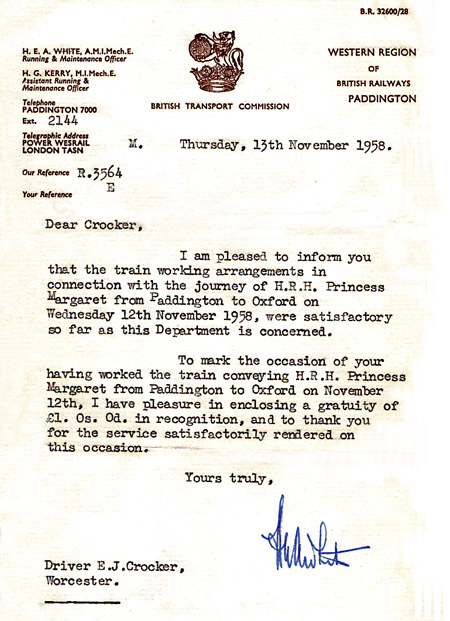 B.R. 32600/28
H. E. A. WHITE, A.M.I.Mech.E.
Running & Maintenance Officer
H. G. KERRY, M.I.Mech.E.
Assistant Running &
Maintenance Officer
Telephone
PADDINGTON 7000
Ext. 2144
Telegraphic Address
POWER WESRAIL
LONDON TASN
Our Reference R.3564
E
Your Reference
BRITISH TRANSPORT COMMISSION
WESTERN REGION
OF
BRITISH RAILWAYS
PADDINGTON
M. Thursday, 13th November 1958.
Dear Crocker,
I am pleased to inform you
that the train working arrangements in
connection with the journey of H.R.H. Princess
Margaret from Paddington to Oxford on
Wednesday 12th November 1958, were satisfactory
so far as this Department is concerned.
To mark the occasion of your
having worked the train conveying H.R.H. Princess
Margaret from Paddington to Oxford on November
12th, I have pleasure in enclosing a gratuity of
£1. Os. Od. in recognition, and to thank you
for the service satisfactorily rendered on
this occasion.
Yours truly,
Driver E.J.Crocker,
Worcester.